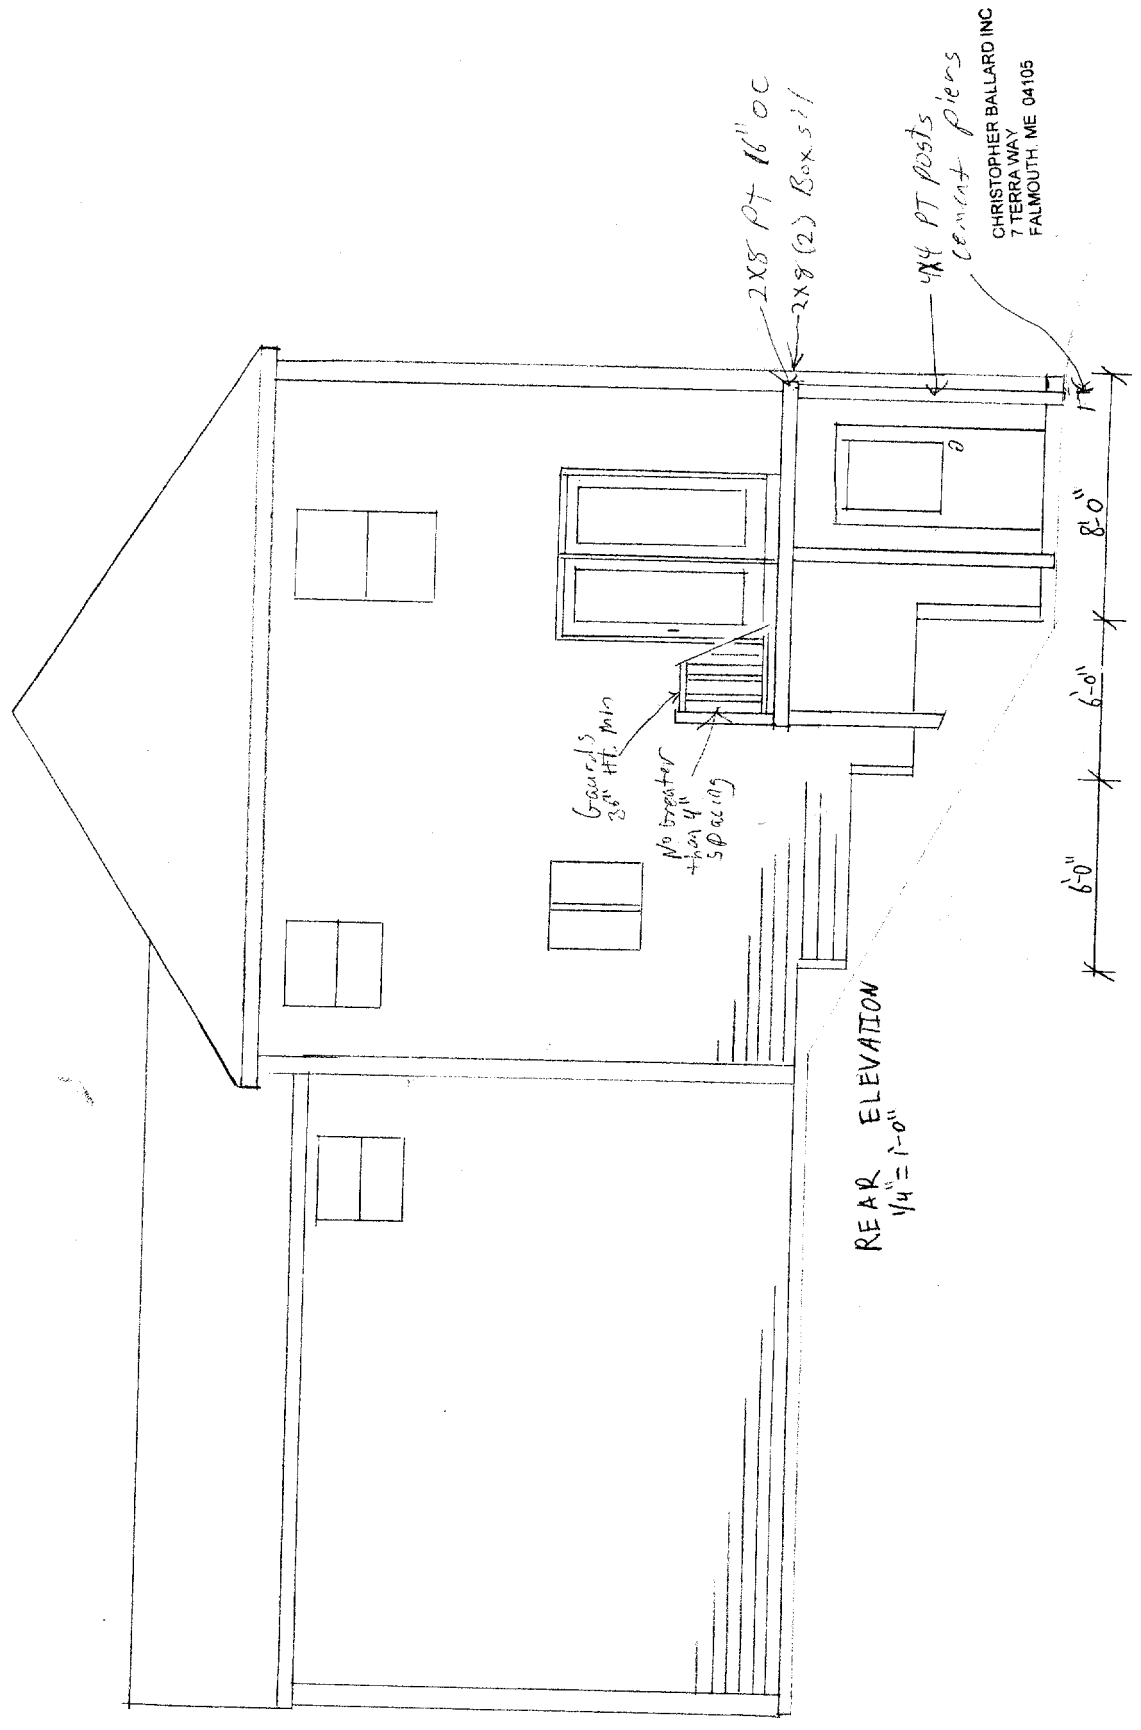 Gaurds
36" Ht. Min
No Greater
than 4"
spacing
2X8 PT 16" OC
2x8 (2) Box sill
4X4 PT Posts
cement piers
CHRISTOPHER BALLARD INC
7 TERRA WAY
FALMOUTH, ME 04105
1'
6'-0"
6'-0"
8'-0"
REAR ELEVATION
1/4" = 1'-0"